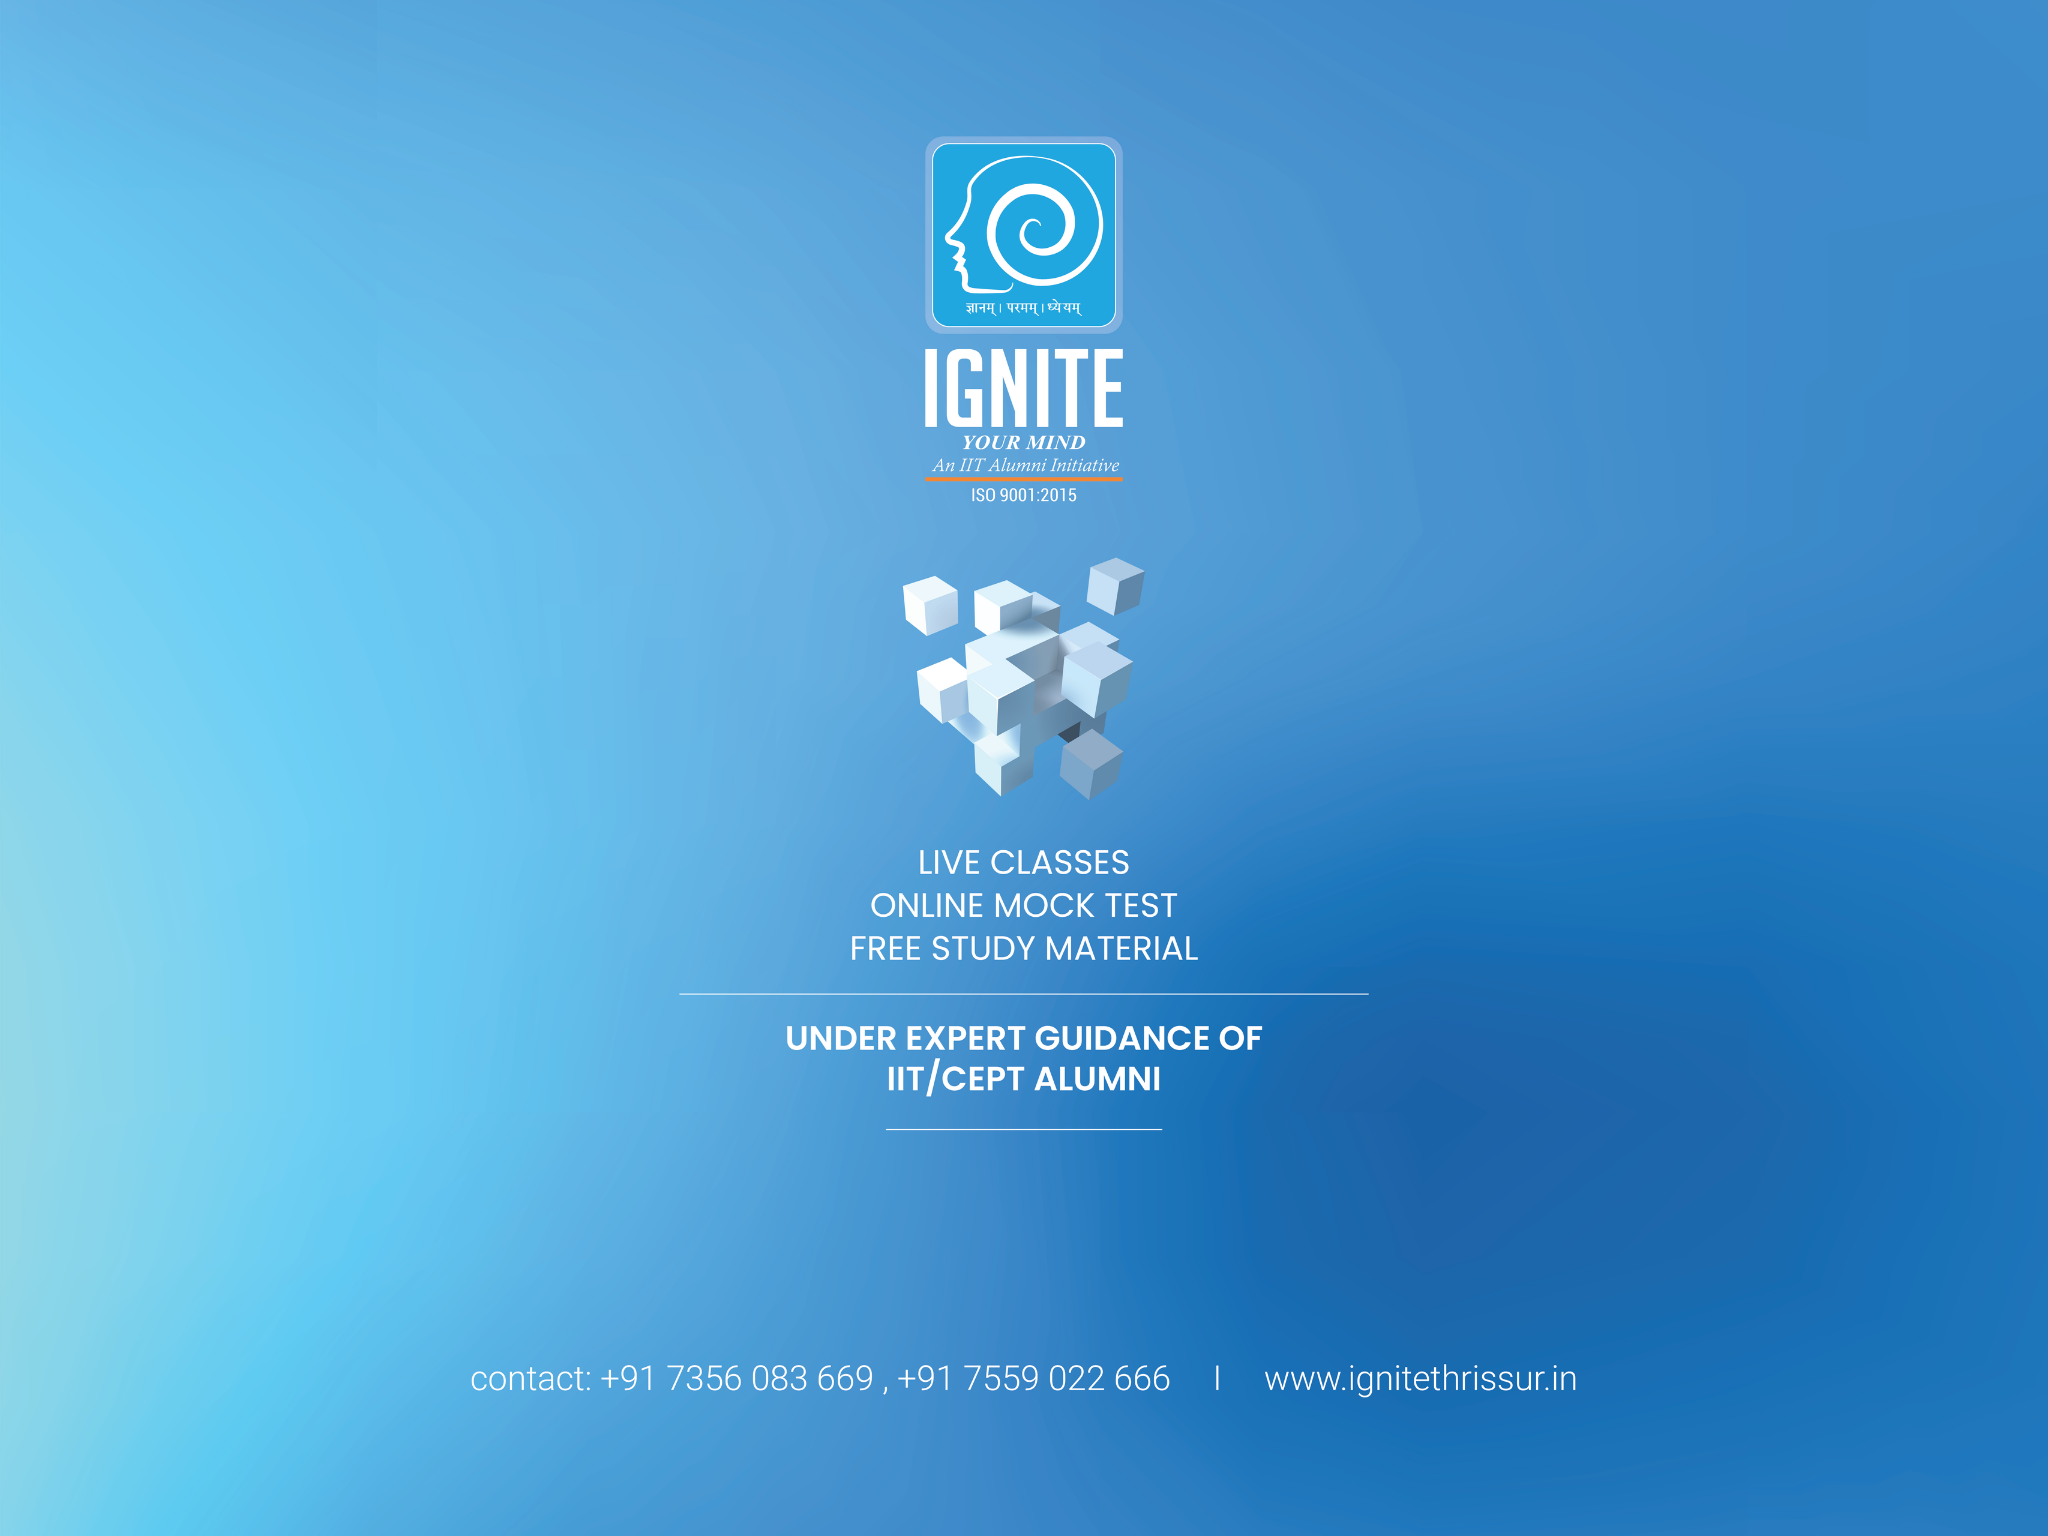 ज्ञानम् । परमम् । ध्येयम्
IGNITE
YOUR MIND
An IIT Alumni Initiative
ISO 9001:2015
LIVE CLASSES
ONLINE MOCK TEST
FREE STUDY MATERIAL
UNDER EXPERT GUIDANCE OF
IIT/CEPT ALUMNI
contact: +91 7356 083 669 , +91 7559 022 666 | www.ignitethrissur.in